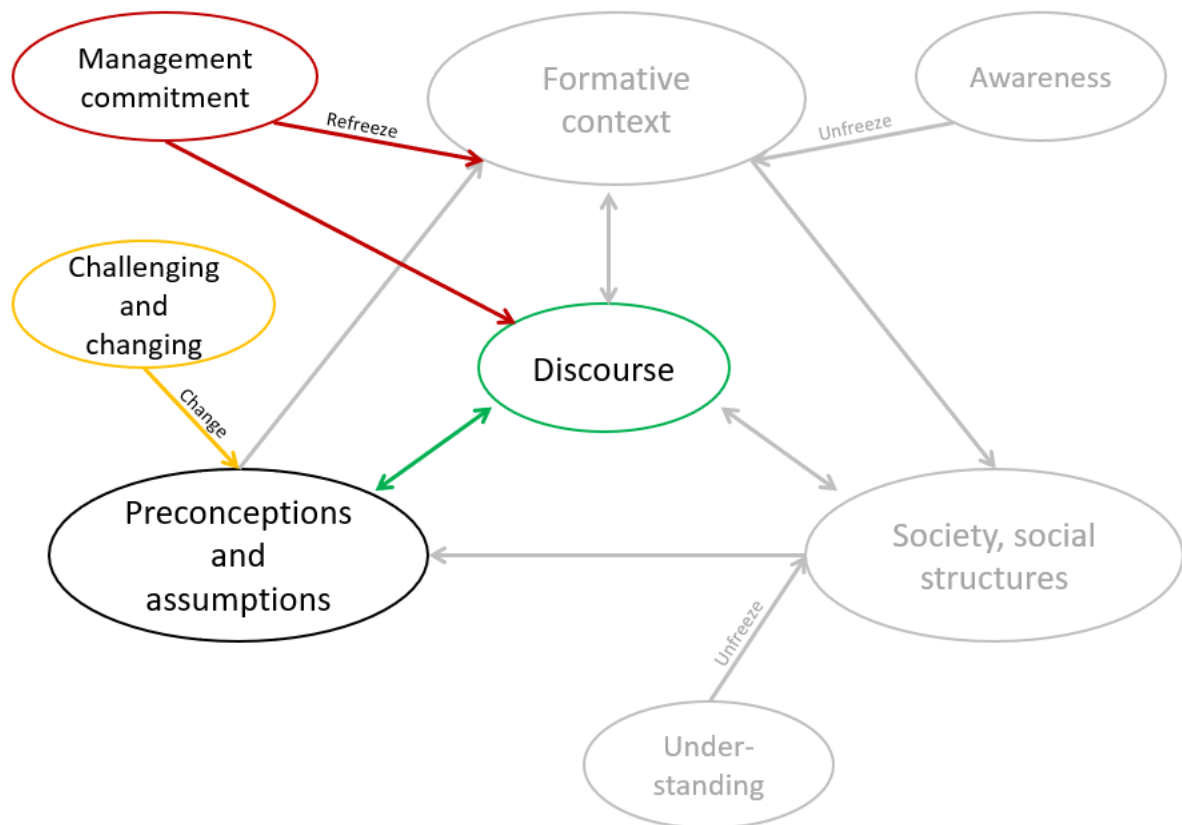 Management
commitment
Formative
context
Awareness
Refreeze
Unfreeze
Challenging
and
changing
Change
Discourse
Preconceptions
and
assumptions
Society, social
structures
Unfreeze
Under-
standing